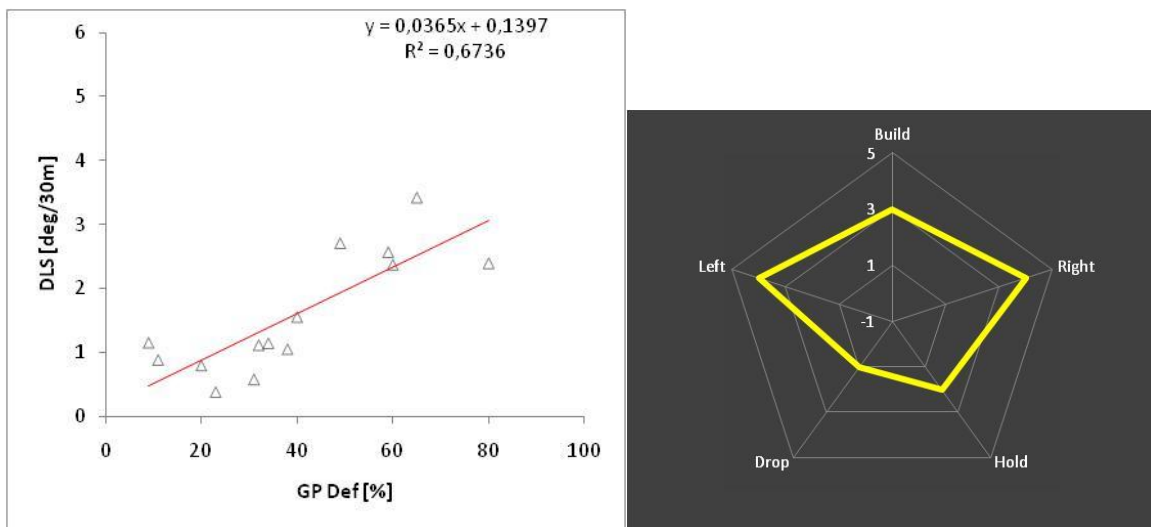 y = 0,0365x + 0,1397
R² = 0,6736
6
5
4
3
2
1
0
DLS [deg/30m]
0 20 40 60 80 100
GP Def [%]
Build
5
3
1
-1
Left
Right
Drop
Hold